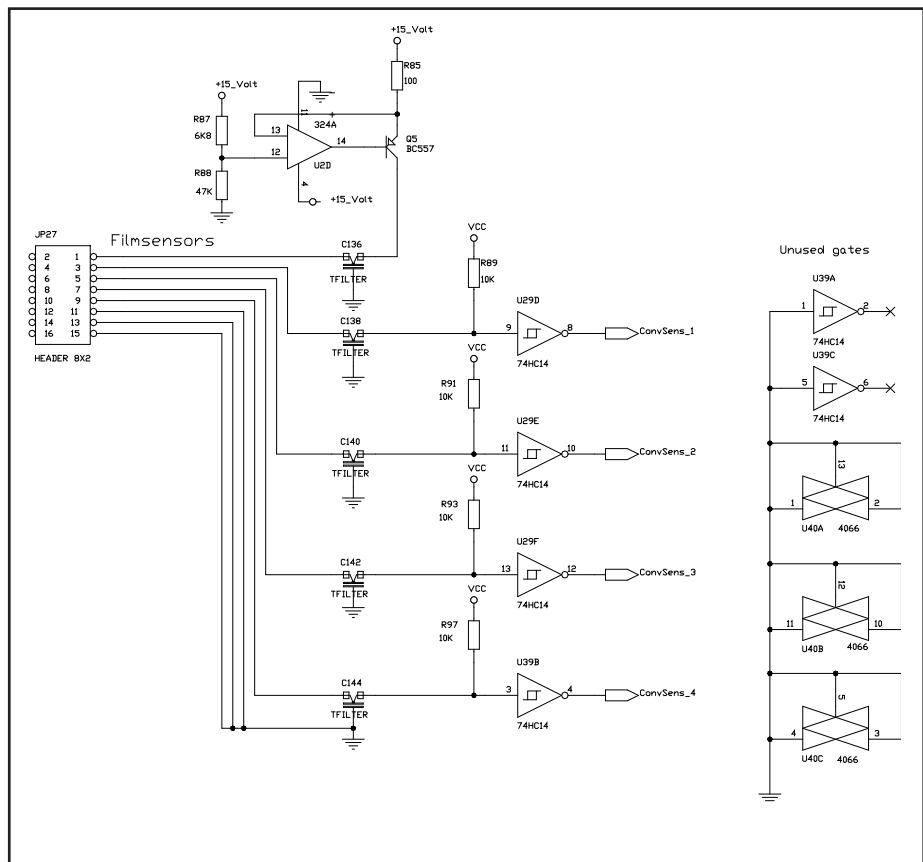 +15_Volt
R85
100
+15_Volt
11
+
324A
R87
6K8
13
14
Q5
BC557
12
U2D
R88
47K
4
+15_Volt
JP27
Filmsensors
2 1
4 3
6 5
8 7
10 9
12 11
14 13
16 15
HEADER 8X2
C136
TFILTER
VCC
R89
10K
C138
TFILTER
9
U29D
8
74HC14
ConvSens_1
VCC
R91
10K
C140
TFILTER
11
U29E
10
74HC14
ConvSens_2
VCC
R93
10K
C142
TFILTER
13
U29F
12
74HC14
ConvSens_3
VCC
R97
10K
C144
TFILTER
3
U39B
4
74HC14
ConvSens_4
Unused gates
U39A
1
2
74HC14
U39C
5
6
74HC14
13
1
2
U40A
4066
12
11
10
U40B
4066
5
4
3
U40C
4066